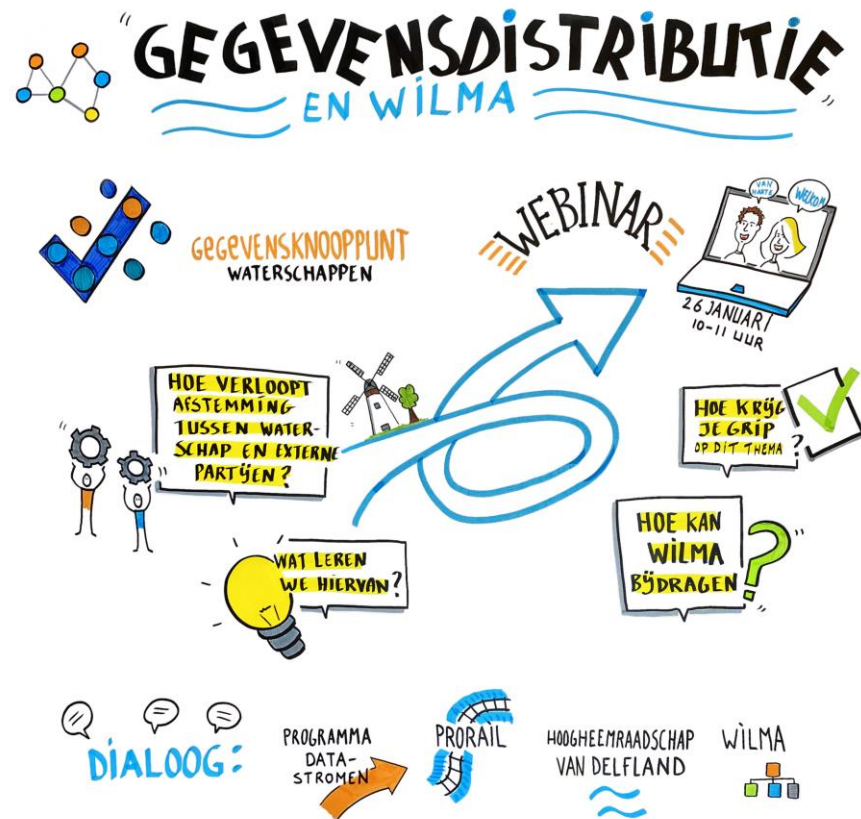 "GEGEVENSDISTRIBUTIE"
EN WILMA
GEGEVENSKNOOPPUNT
WATERSCHAPPEN
WEBINAR
VAN
HARTE
WELKOM
26 JANUARI
10-11 UUR
HOE VERLOOPT
AFSTEMMING
TUSSEN WATER-
SCHAP EN EXTERNE
PARTIJEN?
HOE KRIJG
JE GRIP
OP DIT THEMA?
WAT LEREN
WE HIERVAN?
HOE KAN
WILMA
BIJDRAGEN?
DIALOOG:
PROGRAMMA
DATA-
STROMEN
PRORAIL
HOOGHEEMRAADSCHAP
VAN DELFLAND
WILMA